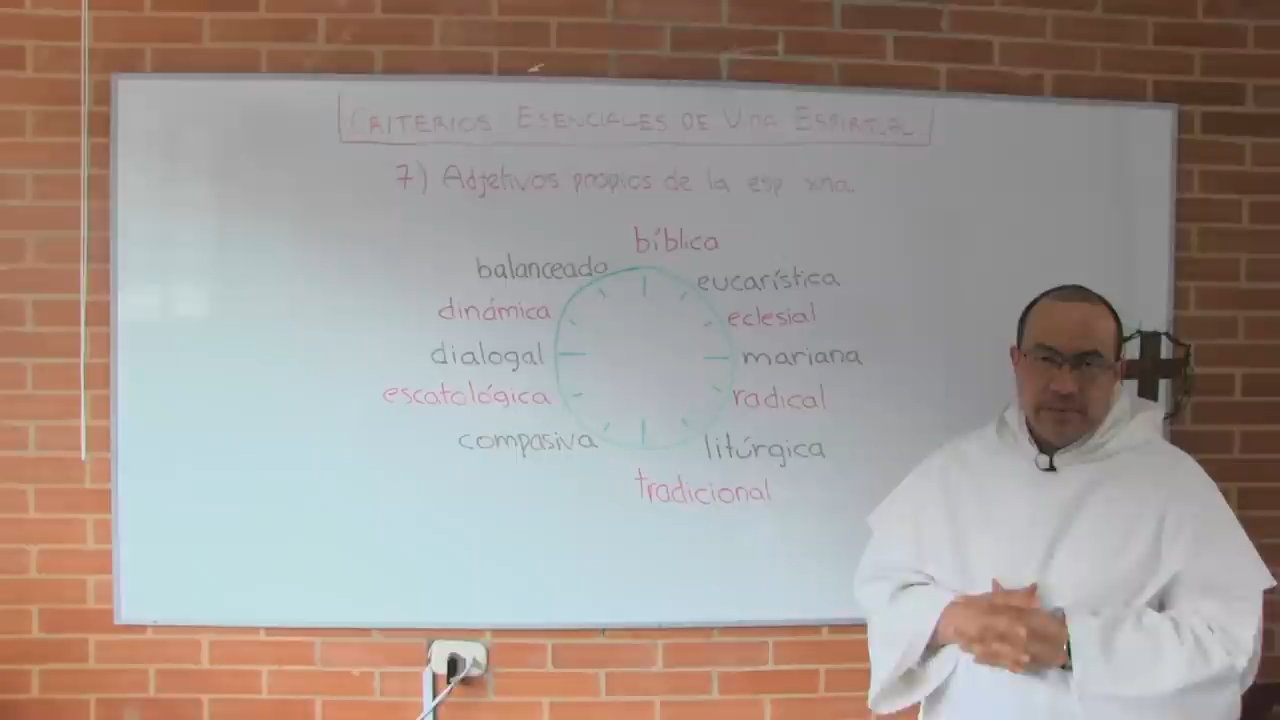 CRITERIOS ESENCIALES DE VIDA ESPIRITUAL
7) Adjetivos propios de la esp xna.
bíblica
balanceado eucarística
dinámica eclesial
dialogal mariana
escatológica radical
compasiva litúrgica
tradicional